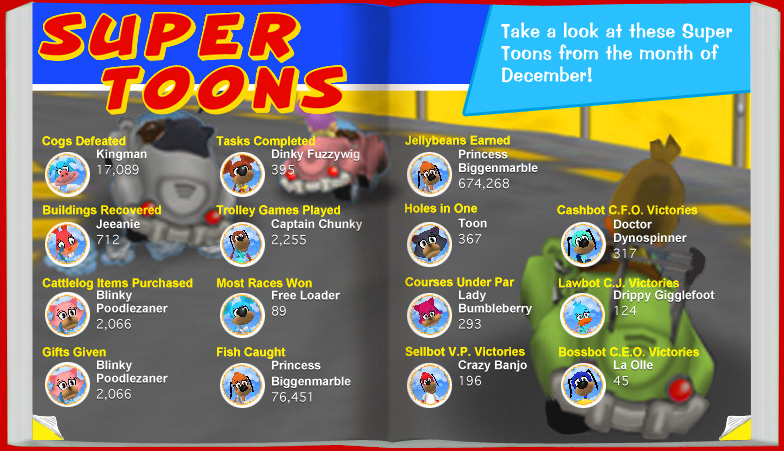 SUPER
TOONS
Take a look at these Super
Toons from the month of
December!
Cogs Defeated
Kingman
17,089
Buildings Recovered
Jeeanie
712
Cattlelog Items Purchased
Blinky
Poodlezaner
2,066
Gifts Given
Blinky
Poodlezaner
2,066
Tasks Completed
Dinky Fuzzywig
395
Trolley Games Played
Captain Chunky
2,255
Most Races Won
Free Loader
89
Fish Caught
Princess
Biggenmarble
76,451
Jellybeans Earned
Princess
Biggenmarble
674,268
Holes in One
Toon
367
Courses Under Par
Lady
Bumbleberry
293
Sellbot V.P. Victories
Crazy Banjo
196
Cashbot C.F.O. Victories
Doctor
Dynospinner
317
Lawbot C.J. Victories
Drippy Gigglefoot
124
Bossbot C.E.O. Victories
La Olle
45